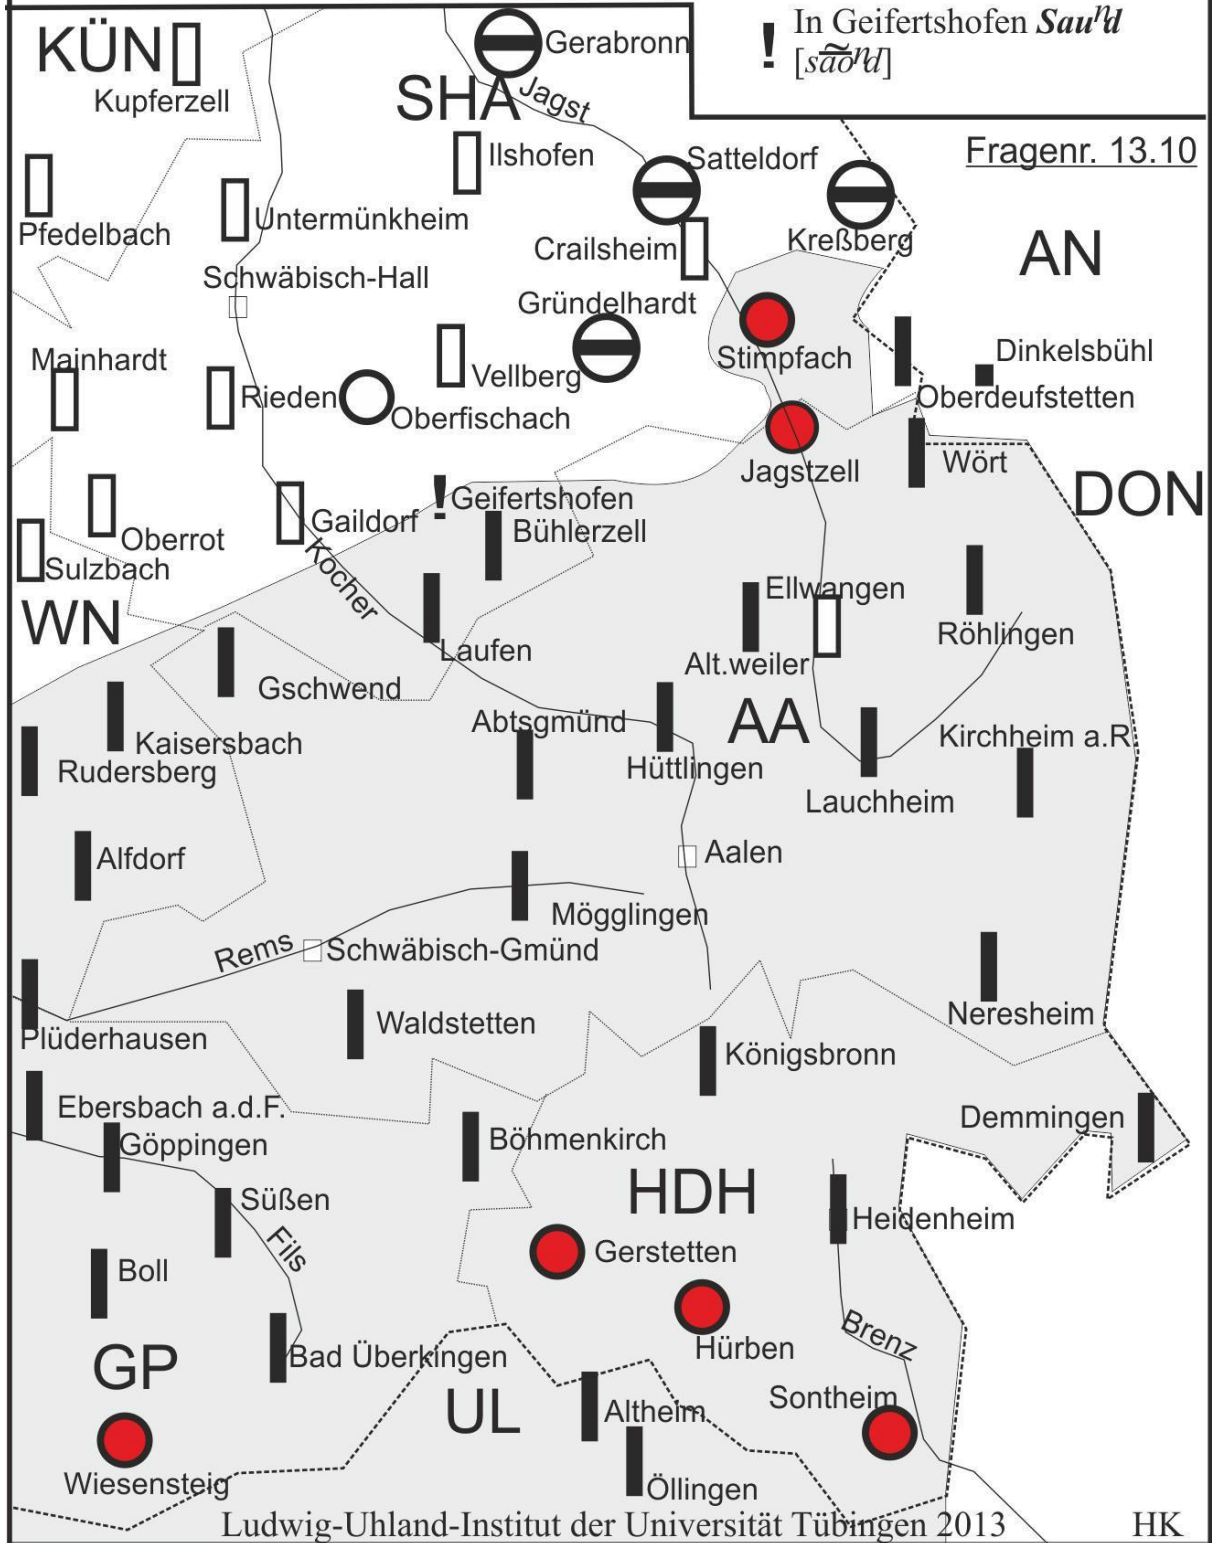 ! In Geifertshofen Sauⁿd
[são̅̃ⁿd]
KÜN
Kupferzell
Gerabronn
SHA
Jagst
Fragenr. 13.10
Ilshofen
Satteldorf
Pfedelbach
Untermünkheim
Crailsheim
Kreßberg
AN
Schwäbisch-Hall
Gründelhardt
Mainhardt
Stimpfach
Dinkelsbühl
Rieden
Vellberg
Oberfischach
Oberdeufstetten
Jagstzell
Wört
DON
Geifertshofen
Gaildorf
Bühlerzell
Oberrot
Sulzbach
Kocher
WN
Ellwangen
Röhlingen
Laufen
Alt.weiler
Gschwend
Abtsgmünd
AA
Kaisersbach
Kirchheim a.R
Rudersberg
Hüttlingen
Lauchheim
Alfdorf
Aalen
Mögglingen
Rems
Schwäbisch-Gmünd
Neresheim
Plüderhausen
Waldstetten
Königsbronn
Ebersbach a.d.F.
Demmingen
Göppingen
Böhmenkirch
HDH
Süßen
Heidenheim
Fils
Gerstetten
Boll
Brenz
Hürben
GP
Bad Überkingen
UL
Sontheim
Altheim
Wiesensteig
Öllingen
Ludwig-Uhland-Institut der Universität Tübingen 2013
HK